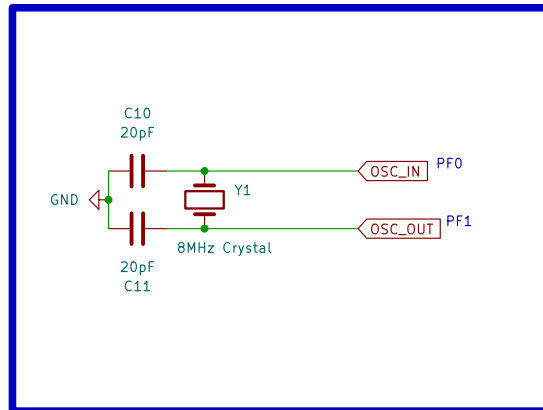 C10
20pF
PF0
OSC_IN
Y1
GND
PF1
OSC_OUT
8MHz Crystal
20pF
C11